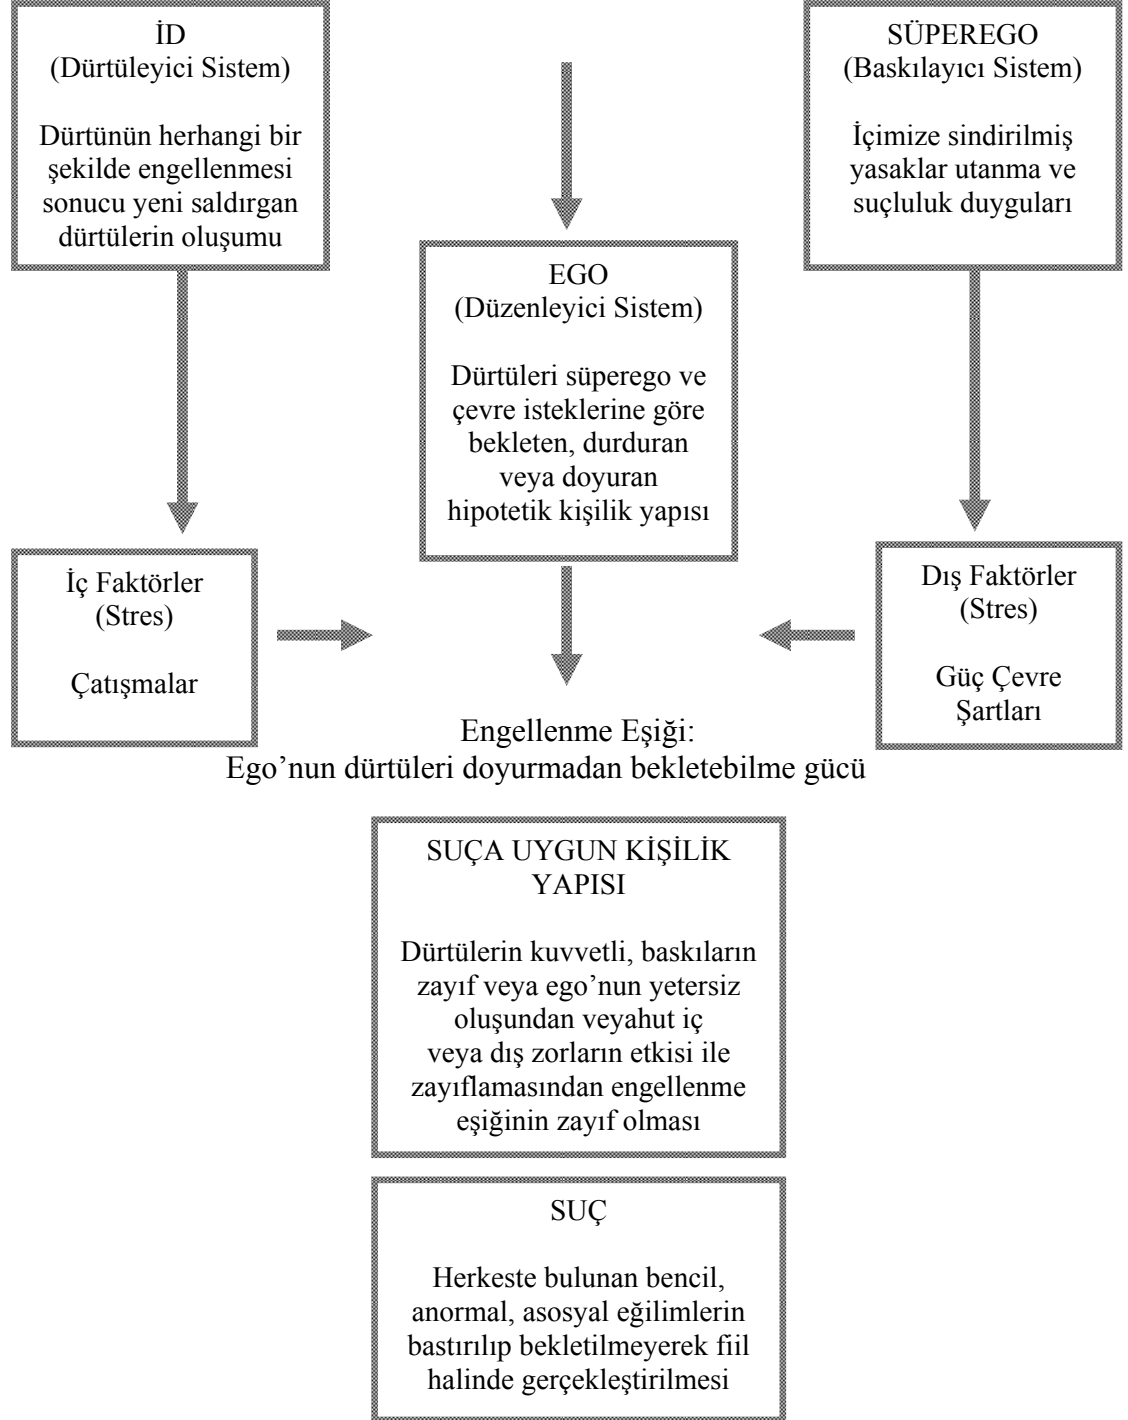 İD
(Dürtüleyici Sistem)
Dürtünün herhangi bir
şekilde engellenmesi
sonucu yeni saldırgan
dürtülerin oluşumu
SÜPEREGO
(Baskılayıcı Sistem)
İçimize sindirilmiş
yasaklar utanma ve
suçluluk duyguları
EGO
(Düzenleyici Sistem)
Dürtüleri süperego ve
çevre isteklerine göre
bekleten, durduran
veya doyuran
hipotetik kişilik yapısı
İç Faktörler
(Stres)
Çatışmalar
Dış Faktörler
(Stres)
Güç Çevre
Şartları
Engellenme Eşiği:
Ego’nun dürtüleri doyurmadan bekletebilme gücü
SUÇA UYGUN KİŞİLİK
YAPISI
Dürtülerin kuvvetli, baskıların
zayıf veya ego’nun yetersiz
oluşundan veyahut iç
veya dış zorların etkisi ile
zayıflamasından engellenme
eşiğinin zayıf olması
SUÇ
Herkeste bulunan bencil,
anormal, asosyal eğilimlerin
bastırılıp bekletilmeyerek fiil
halinde gerçekleştirilmesi